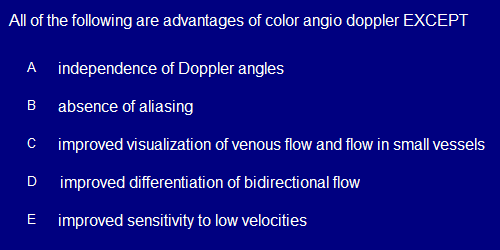 All of the following are advantages of color angio doppler EXCEPT
A independence of Doppler angles
B absence of aliasing
C improved visualization of venous flow and flow in small vessels
D improved differentiation of bidirectional flow
E improved sensitivity to low velocities